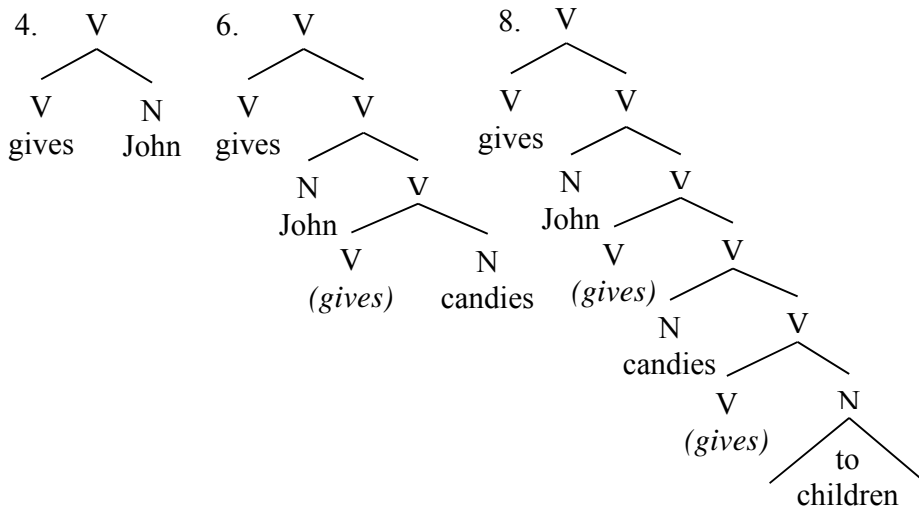 4. V 6. V 8. V
V N V V V V
gives John gives gives
N V N V
John John
V N V V
(gives) candies (gives)
N V
candies
V N
(gives) to
children